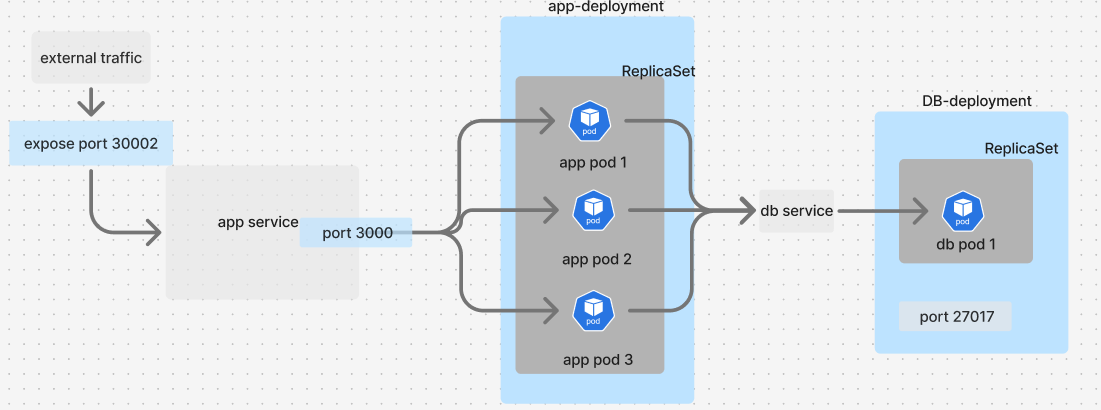 app-deployment
external traffic
ReplicaSet
expose port 30002
pod
app pod 1
app service
port 3000
pod
app pod 2
pod
app pod 3
db service
DB-deployment
ReplicaSet
pod
db pod 1
port 27017